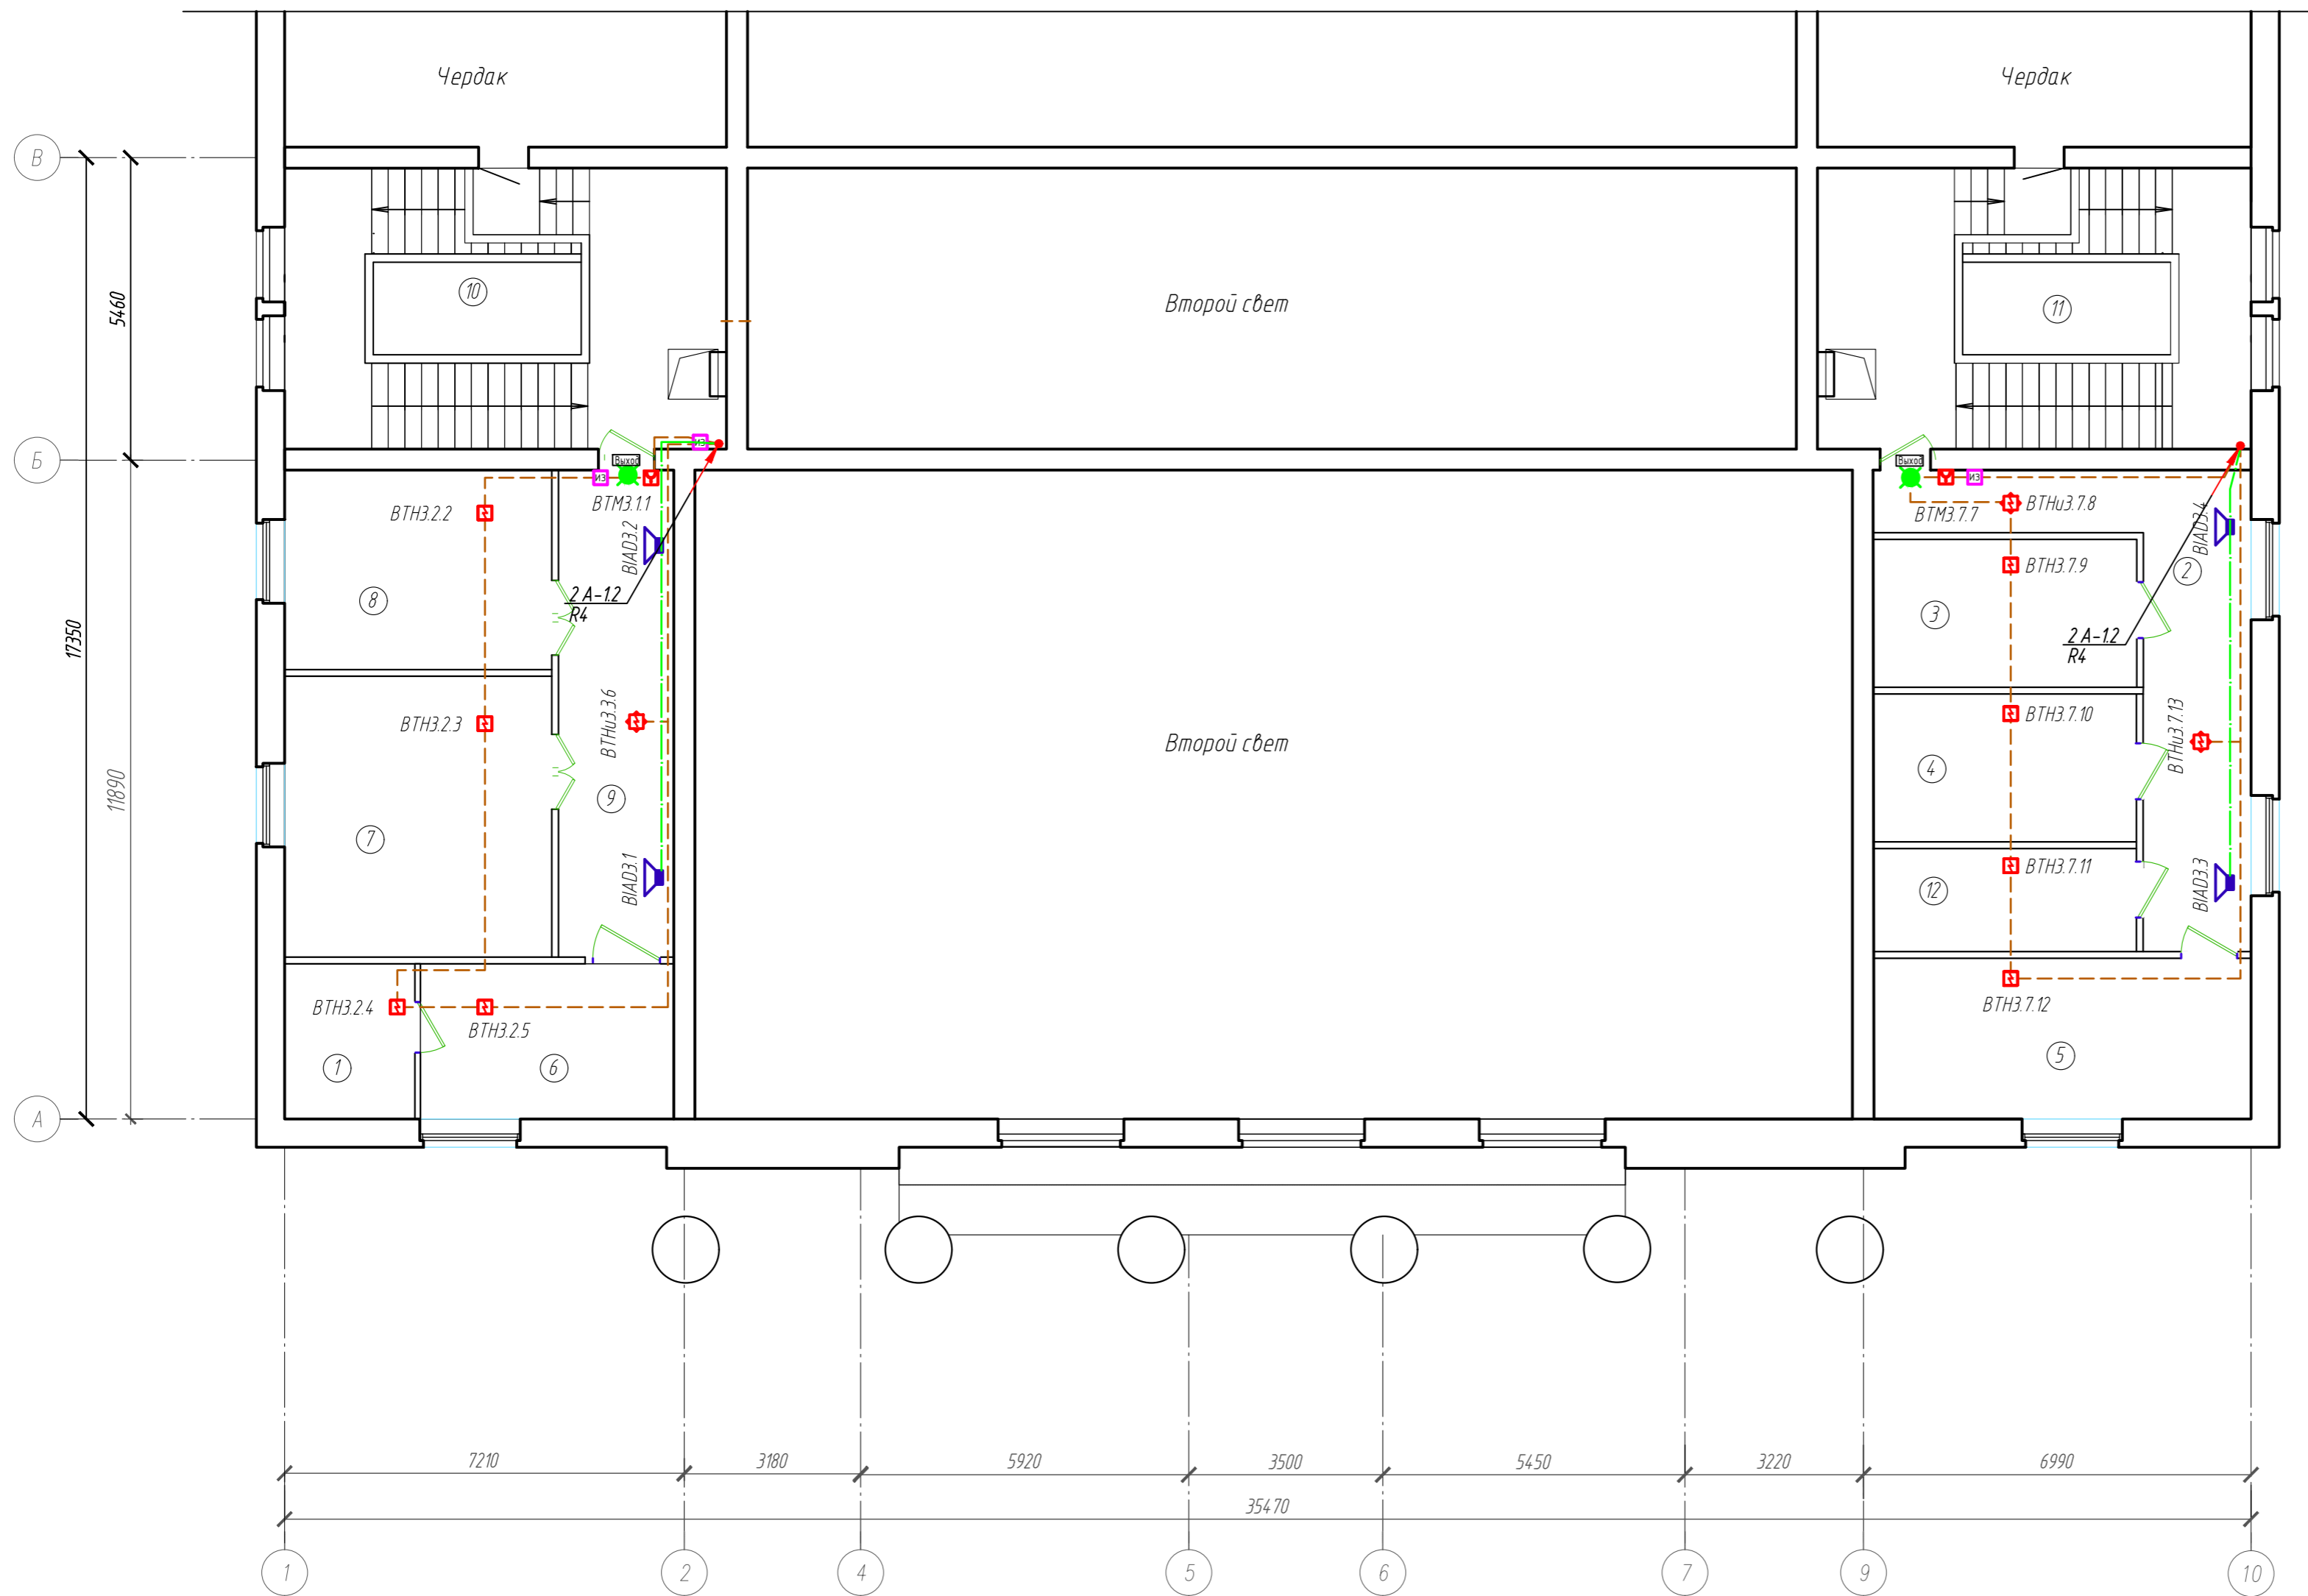 Чердак
Чердак
В
5460
10
Второй свет
11
Б
из
Выход
из
ВТМ3.1.1
Выход
из
ВТМ3.7.7
ВТНи3.7.8
ВТН3.2.2
BIAD3.2
BIAD3.4
8
2 А-1.2
R4
ВТН3.7.9
2
3
2 А-1.2
R4
17350
11890
ВТН3.2.3
ВТНи3.3.6
Второй свет
ВТН3.7.10
ВТНи3.7.13
4
9
7
BIAD3.1
ВТН3.7.11
12
BIAD3.3
ВТН3.2.4
ВТН3.2.5
ВТН3.7.12
1
6
5
А
7210
3180
5920
3500
5450
3220
6990
35470
1
2
4
5
6
7
9
10